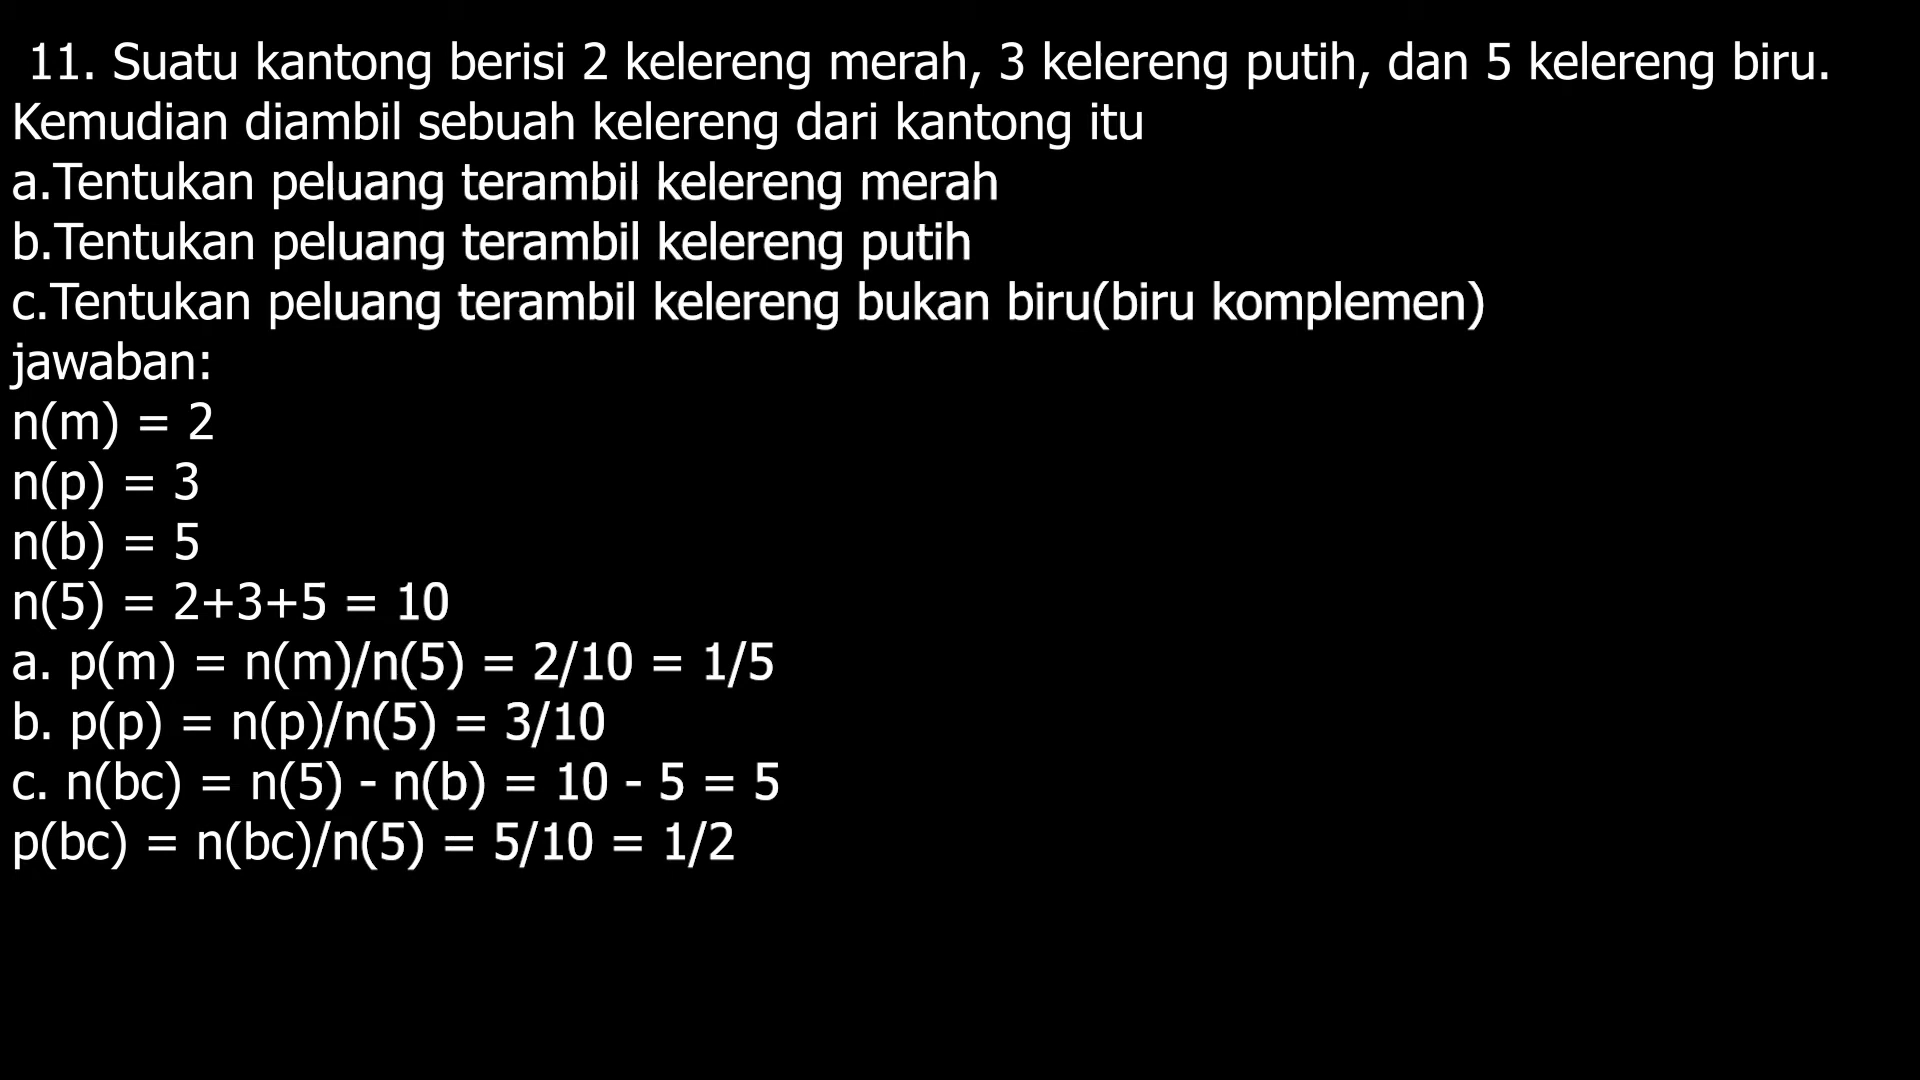 11. Suatu kantong berisi 2 kelereng merah, 3 kelereng putih, dan 5 kelereng biru.
Kemudian diambil sebuah kelereng dari kantong itu
a.Tentukan peluang terambil kelereng merah
b.Tentukan peluang terambil kelereng putih
c.Tentukan peluang terambil kelereng bukan biru(biru komplemen)
jawaban:
n(m) = 2
n(p) = 3
n(b) = 5
n(5) = 2+3+5 = 10
a. p(m) = n(m)/n(5) = 2/10 = 1/5
b. p(p) = n(p)/n(5) = 3/10
c. n(bc) = n(5) - n(b) = 10 - 5 = 5
p(bc) = n(bc)/n(5) = 5/10 = 1/2